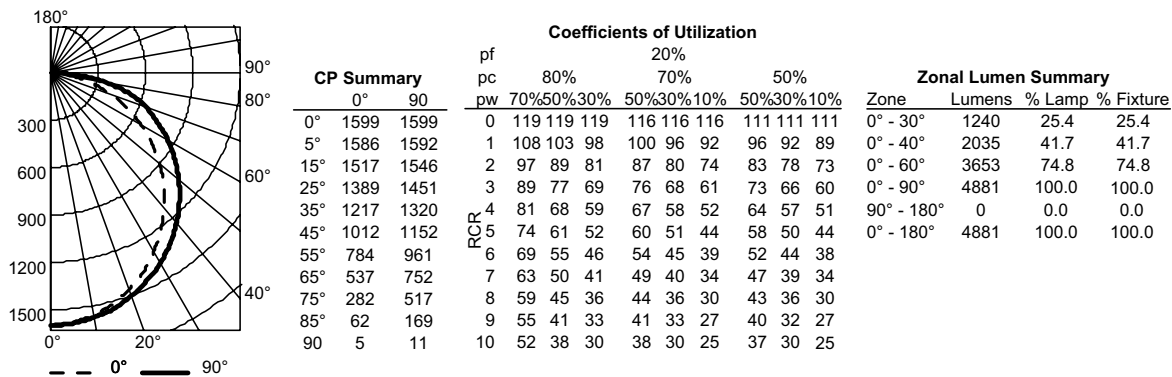 180°
90°
80°
300
600
60°
900
1200
40°
1500
0° 20°
0° 90°
CP Summary
0° 90
0° 1599 1599
5° 1586 1592
15° 1517 1546
25° 1389 1451
35° 1217 1320
45° 1012 1152
55° 784 961
65° 537 752
75° 282 517
85° 62 169
90 5 11
Coefficients of Utilization
pf 20%
pc 80% 70% 50%
pw 70%50%30% 50%30%10% 50%30%10%
RCR
0 119 119 119 116 116 116 111 111 111
1 108 103 98 100 96 92 96 92 89
2 97 89 81 87 80 74 83 78 73
3 89 77 69 76 68 61 73 66 60
4 81 68 59 67 58 52 64 57 51
5 74 61 52 60 51 44 58 50 44
6 69 55 46 54 45 39 52 44 38
7 63 50 41 49 40 34 47 39 34
8 59 45 36 44 36 30 43 36 30
9 55 41 33 41 33 27 40 32 27
10 52 38 30 38 30 25 37 30 25
Zonal Lumen Summary
Zone Lumens % Lamp % Fixture
0° - 30° 1240 25.4 25.4
0° - 40° 2035 41.7 41.7
0° - 60° 3653 74.8 74.8
0° - 90° 4881 100.0 100.0
90° - 180° 0 0.0 0.0
0° - 180° 4881 100.0 100.0